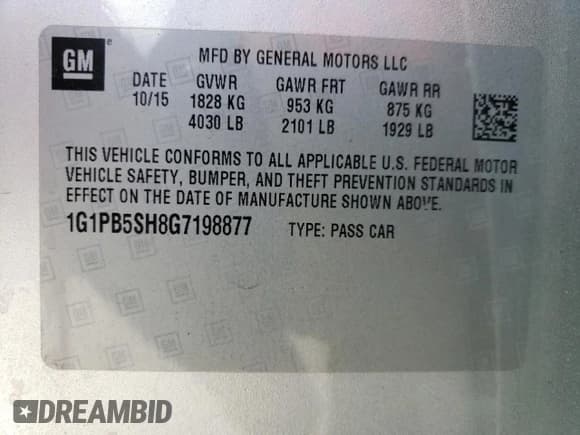 GM
MFD BY GENERAL MOTORS LLC
DATE GVWR GAWR FRT GAWR RR
10/15 1828 KG 953 KG 875 KG
4030 LB 2101 LB 1929 LB
THIS VEHICLE CONFORMS TO ALL APPLICABLE U.S. FEDERAL MOTOR
VEHICLE SAFETY, BUMPER, AND THEFT PREVENTION STANDARDS IN
EFFECT ON THE DATE OF MANUFACTURE SHOWN ABOVE.
1G1PB5SH8G7198877 TYPE: PASS CAR
DREAMBID